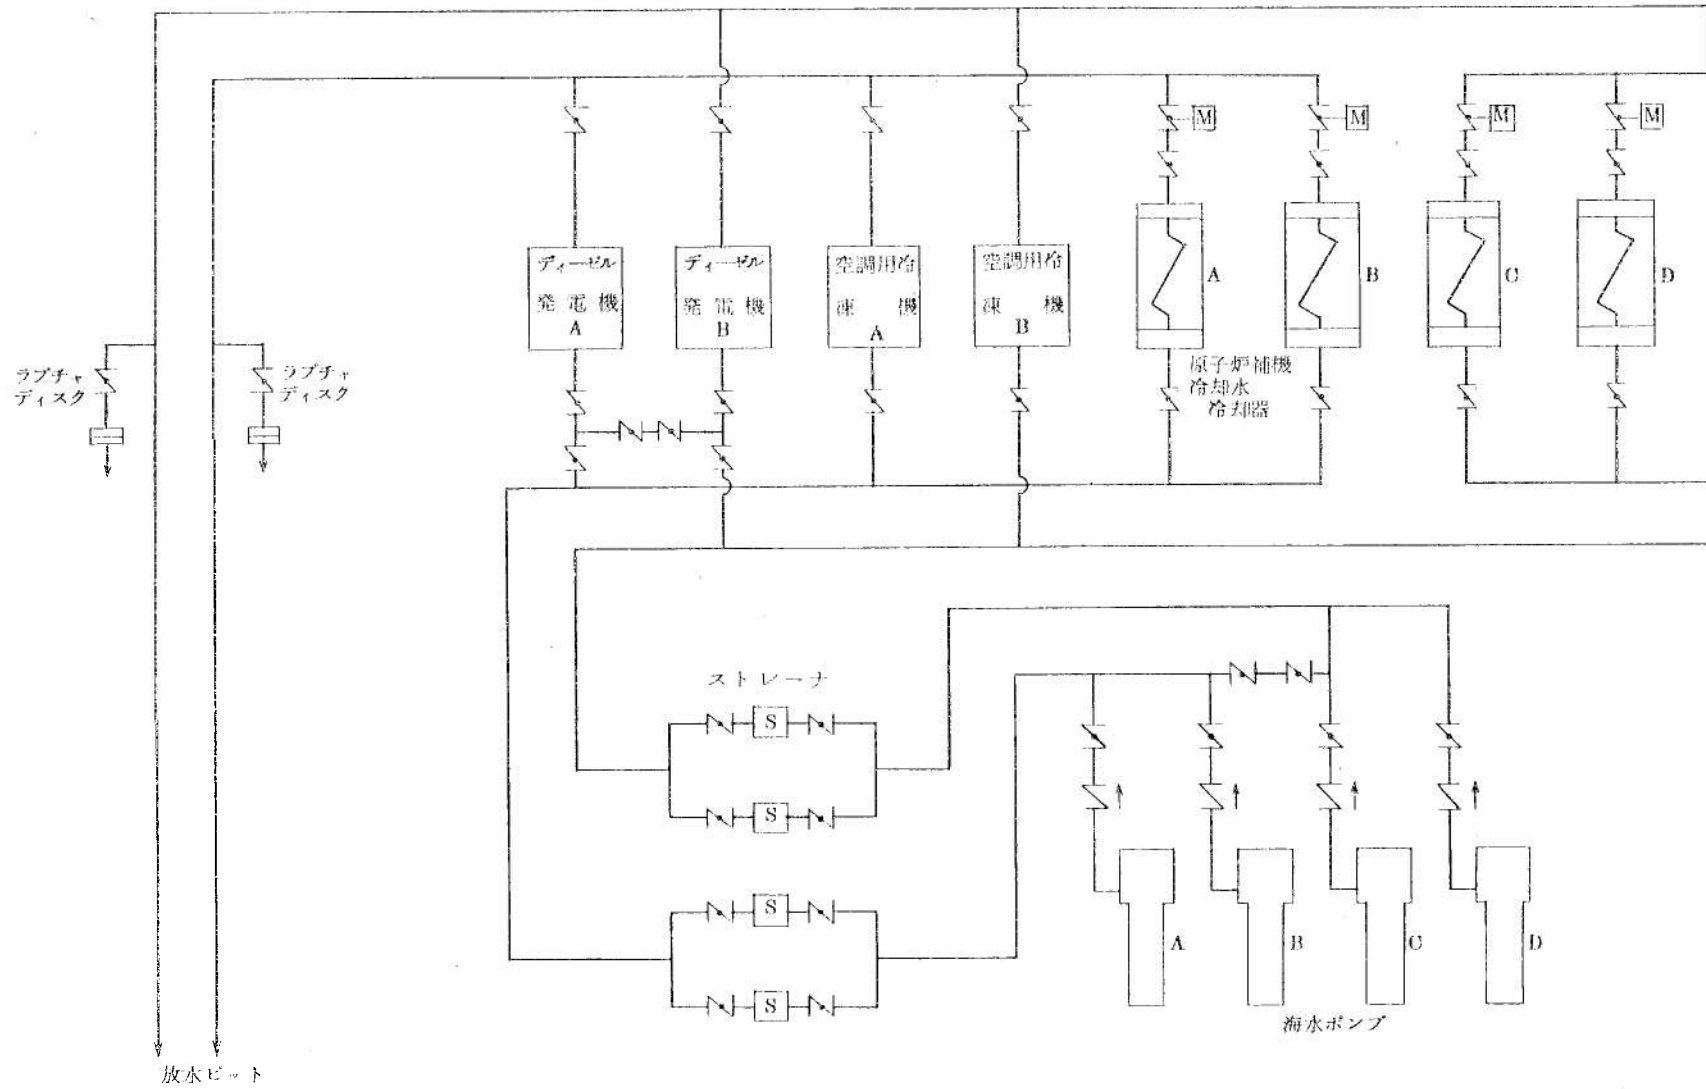 M
M
M
M
ディーゼル
発電機
A
ディーゼル
発電機
B
空調用冷
凍機
A
空調用冷
凍機
B
A
B
C
D
原子炉補機
冷却水
冷却器
ラプチャ
ディスク
ラプチャ
ディスク
ストレーナ
S
S
S
S
A
B
C
D
海水ポンプ
放水ピット